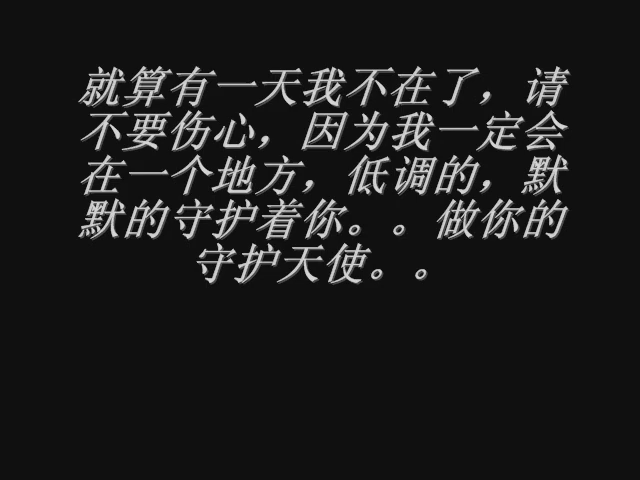 就算有一天我不在了，请
不要伤心，因为我一定会
在一个地方，低调的，默
默的守护着你。。做你的
守护天使。。